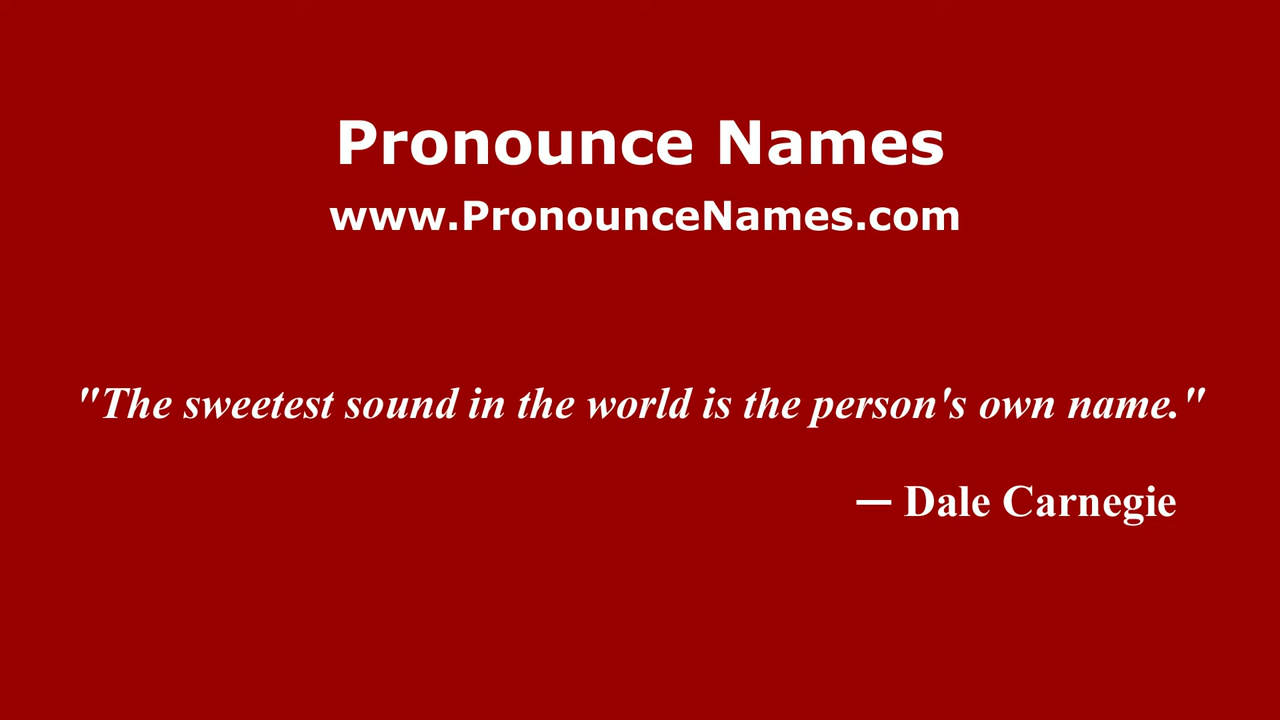 Pronounce Names
www.PronounceNames.com
"The sweetest sound in the world is the person's own name."
— Dale Carnegie